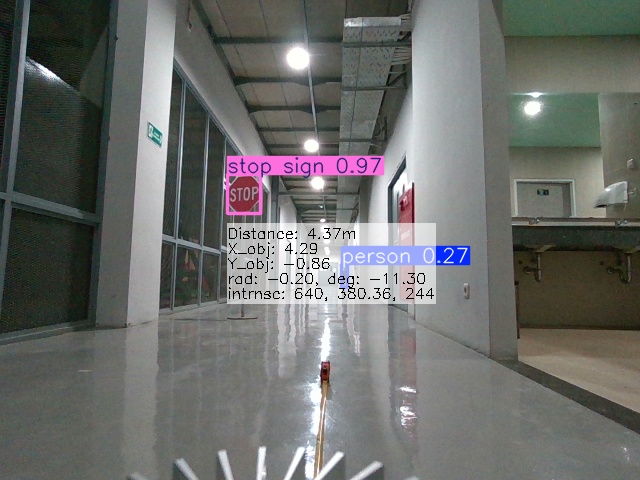 stop sign 0.97
STOP
Distance: 4.37m
X_obj: 4.29
Y_obj: -0.86
person 0.27
rad: -0.20, deg: -11.30
intrnsc: 640, 380.36, 244